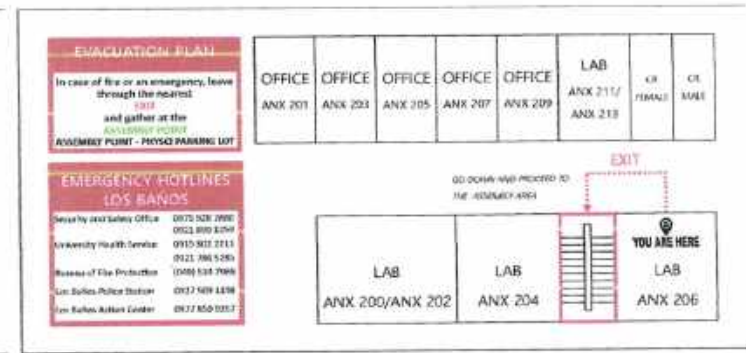 EVACUATION PLAN
In case of fire or an emergency, leave
through the nearest
EXIT
and gather at the
ASSEMBLY POINT
ASSEMBLY POINT - PHYSCI PARKING LOT
EMERGENCY HOTLINES
LOS BAÑOS
Security and Safety Office
University Health Service
Bureau of Fire Protection
Los Baños Police Station
Los Baños Action Center
OFFICE
ANX 201
OFFICE
ANX 203
OFFICE
ANX 205
OFFICE
ANX 207
OFFICE
ANX 209
LAB
ANX 211/
ANX 213
CR
FEMALE
CR
MALE
EXIT
GO DOWN AND PROCEED TO
THE ASSEMBLY AREA
LAB
ANX 200/ANX 202
LAB
ANX 204
YOU ARE HERE
LAB
ANX 206